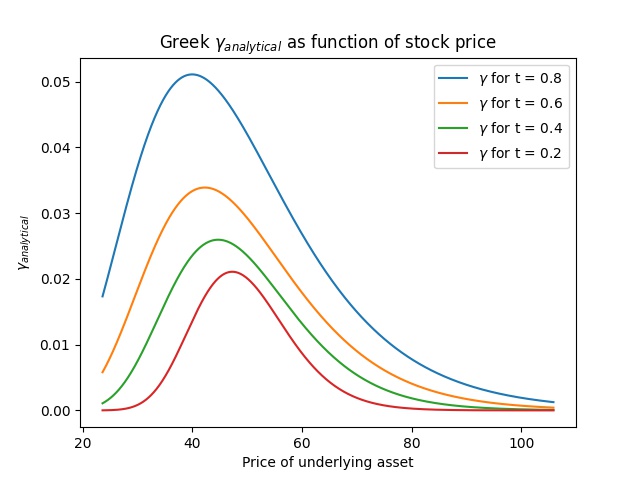 Greek γanalytical as function of stock price
γ for t = 0.8
γ for t = 0.6
γ for t = 0.4
γ for t = 0.2
γanalytical
0.05
0.04
0.03
0.02
0.01
0.00
20 40 60 80 100
Price of underlying asset